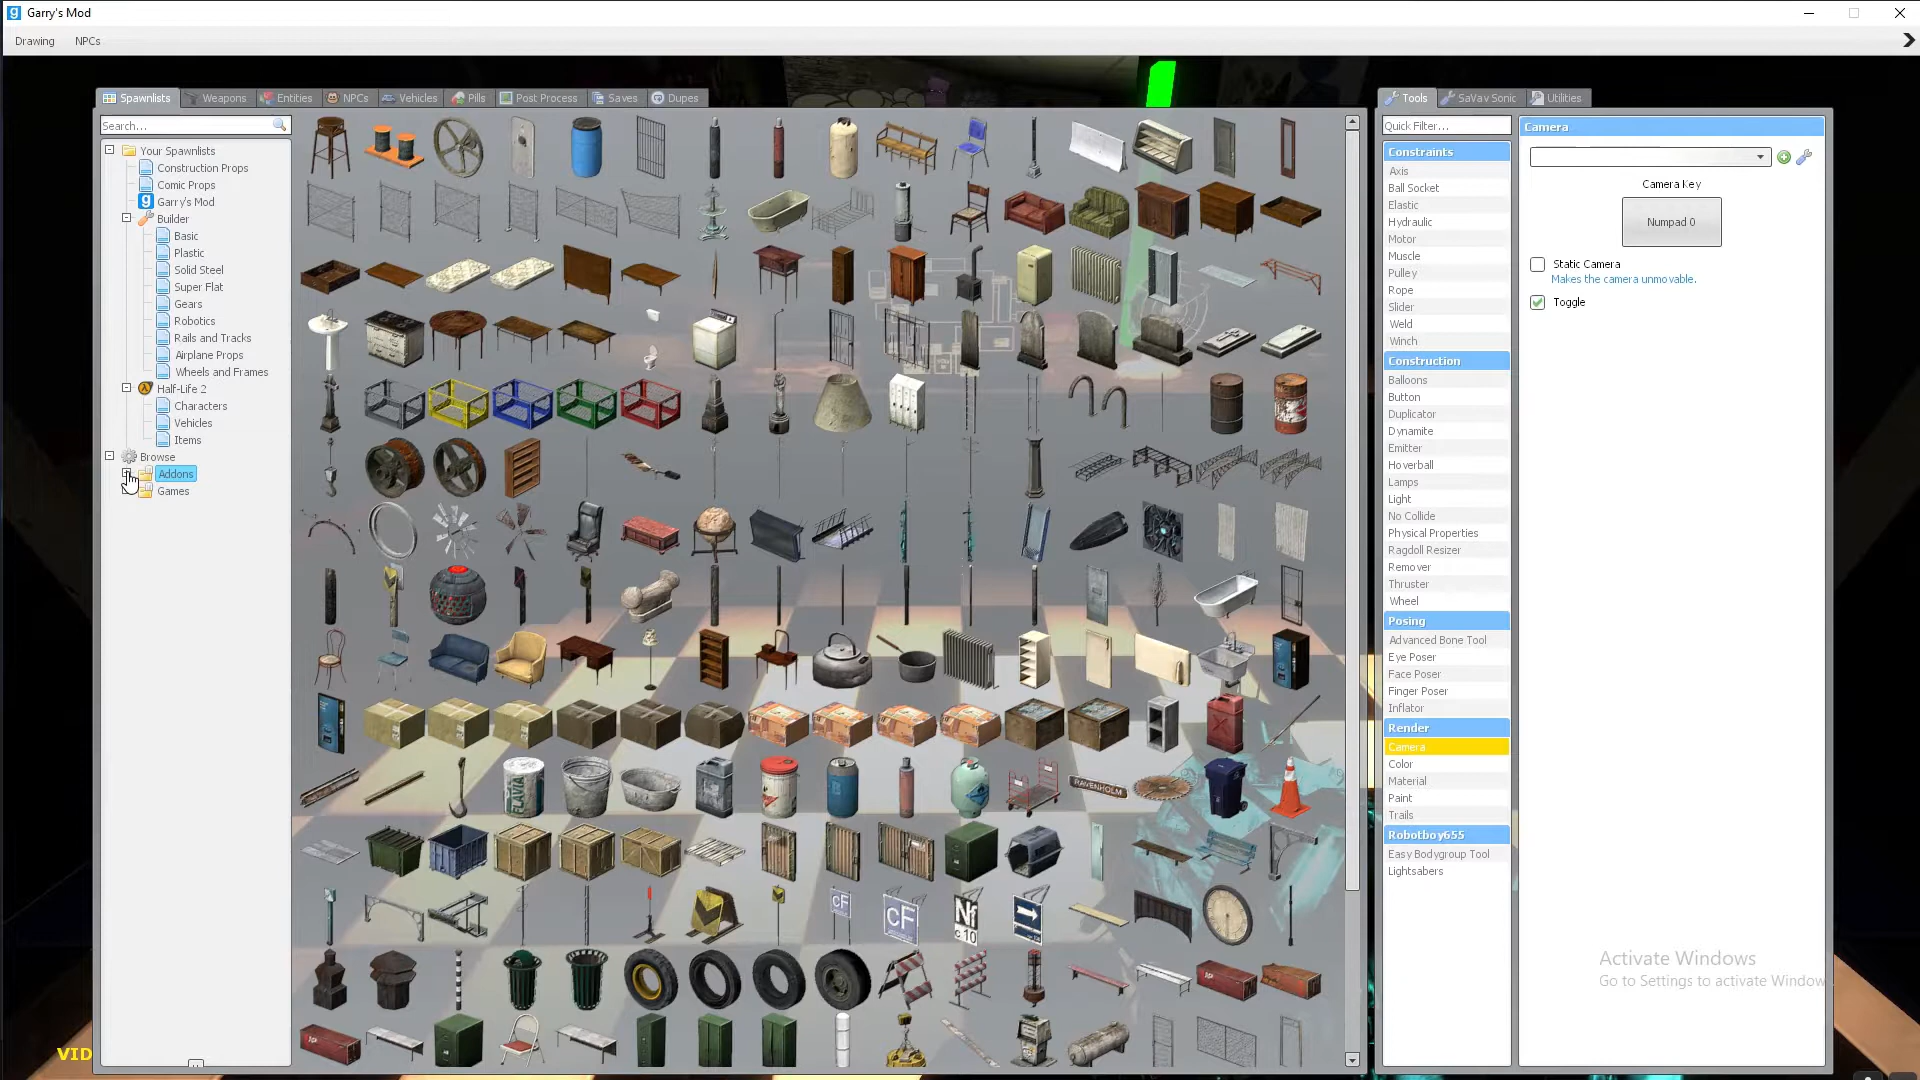 Garry's Mod
Drawing NPCs
Spawnlists Weapons Entities NPCs Vehicles Pills Post Process Saves Dupes
Search...
Your Spawnlists
Construction Props
Comic Props
Garry's Mod
Builder
Basic
Plastic
Solid Steel
Super Flat
Gears
Robotics
Rails and Tracks
Airplane Props
Wheels and Frames
Half-Life 2
Characters
Vehicles
Items
Browse
Addons
Games
FLAVIA
RAVENHOLM
cF
cF
Nf
c 10
VID
Tools SaVav Sonic Utilities
Quick Filter...
Constraints
Axis
Ball Socket
Elastic
Hydraulic
Motor
Muscle
Pulley
Rope
Slider
Weld
Winch
Construction
Balloons
Button
Duplicator
Dynamite
Emitter
Hoverball
Lamps
Light
No Collide
Physical Properties
Ragdoll Resizer
Remover
Thruster
Wheel
Posing
Advanced Bone Tool
Eye Poser
Face Poser
Finger Poser
Inflator
Render
Camera
Color
Material
Paint
Trails
Robotboy655
Easy Bodygroup Tool
Lightsabers
Camera
Camera Key
Numpad 0
Static Camera
Makes the camera unmovable.
Toggle
Activate Windows
Go to Settings to activate Window